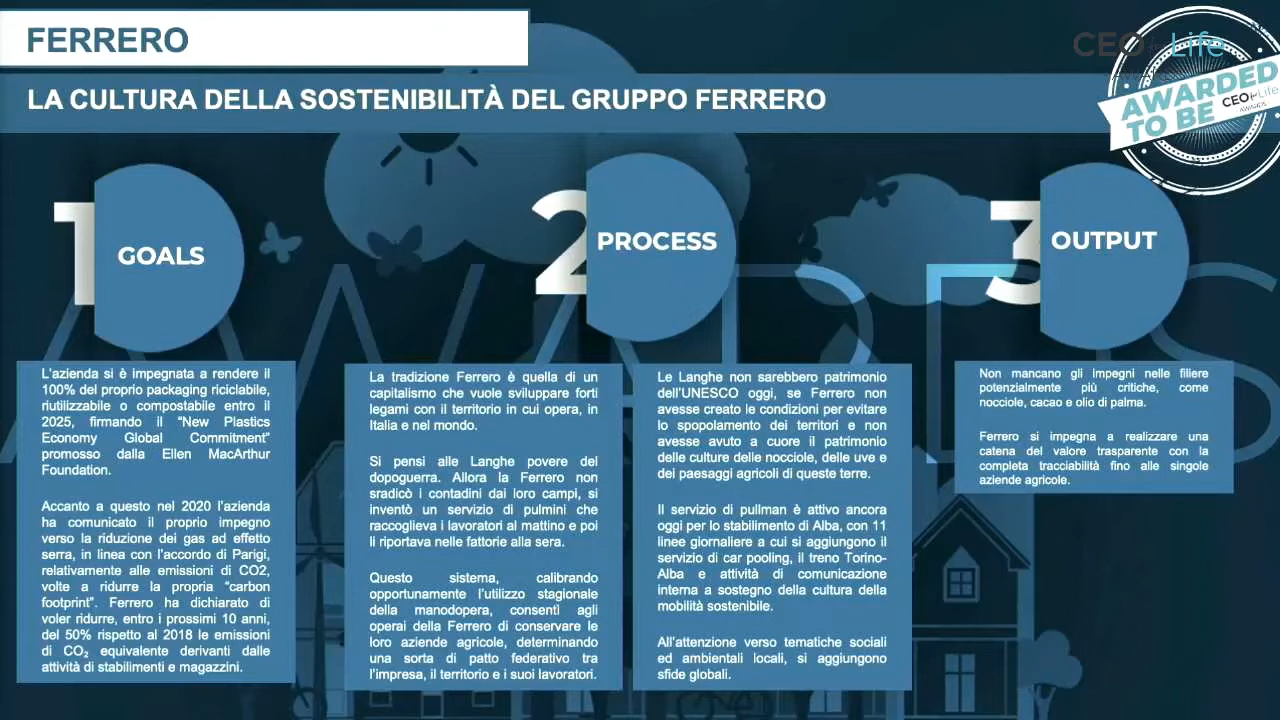 FERRERO
CEO for Life
AWARDS
LA CULTURA DELLA SOSTENIBILITÀ DEL GRUPPO FERRERO
AWARDED
TO BE
CEO for Life
AWARDS
1
GOALS
2
PROCESS
3
OUTPUT
AWARDS
L'azienda si è impegnata a rendere il
100% del proprio packaging riciclabile,
riutilizzabile o compostabile entro il
2025, firmando il “New Plastics
Economy Global Commitment”
promosso dalla Ellen MacArthur
Foundation.
Accanto a questo nel 2020 l'azienda
ha comunicato il proprio impegno
verso la riduzione dei gas ad effetto
serra, in linea con l'accordo di Parigi,
relativamente alle emissioni di CO2,
volte a ridurre la propria “carbon
footprint”. Ferrero ha dichiarato di
voler ridurre, entro i prossimi 10 anni,
del 50% rispetto al 2018 le emissioni
di CO₂ equivalente derivanti dalle
attività di stabilimenti e magazzini.
La tradizione Ferrero è quella di un
capitalismo che vuole sviluppare forti
legami con il territorio in cui opera, in
Italia e nel mondo.
Si pensi alle Langhe povere del
dopoguerra. Allora la Ferrero non
sradicò i contadini dai loro campi, si
inventò un servizio di pulmini che
raccoglieva i lavoratori al mattino e poi
li riportava nelle fattorie alla sera.
Questo sistema, calibrando
opportunamente l'utilizzo stagionale
della manodopera, consentì agli
operai della Ferrero di conservare le
loro aziende agricole, determinando
una sorta di patto federativo tra
l'impresa, il territorio e i suoi lavoratori.
Le Langhe non sarebbero patrimonio
dell'UNESCO oggi, se Ferrero non
avesse creato le condizioni per evitare
lo spopolamento dei territori e non
avesse avuto a cuore il patrimonio
delle culture delle nocciole, delle uve e
dei paesaggi agricoli di queste terre.
Il servizio di pullman è attivo ancora
oggi per lo stabilimento di Alba, con 11
linee giornaliere a cui si aggiungono il
servizio di car pooling, il treno Torino-
Alba e attività di comunicazione
interna a sostegno della cultura della
mobilità sostenibile.
All'attenzione verso tematiche sociali
ed ambientali locali, si aggiungono
sfide globali.
Non mancano gli impegni nelle filiere
potenzialmente più critiche, come
nocciole, cacao e olio di palma.
Ferrero si impegna a realizzare una
catena del valore trasparente con la
completa tracciabilità fino alle singole
aziende agricole.